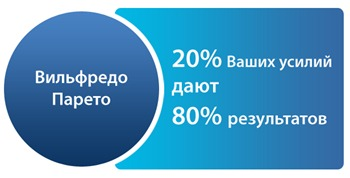 Вильфредо
Парето
20% Ваших усилий
дают
80% результатов